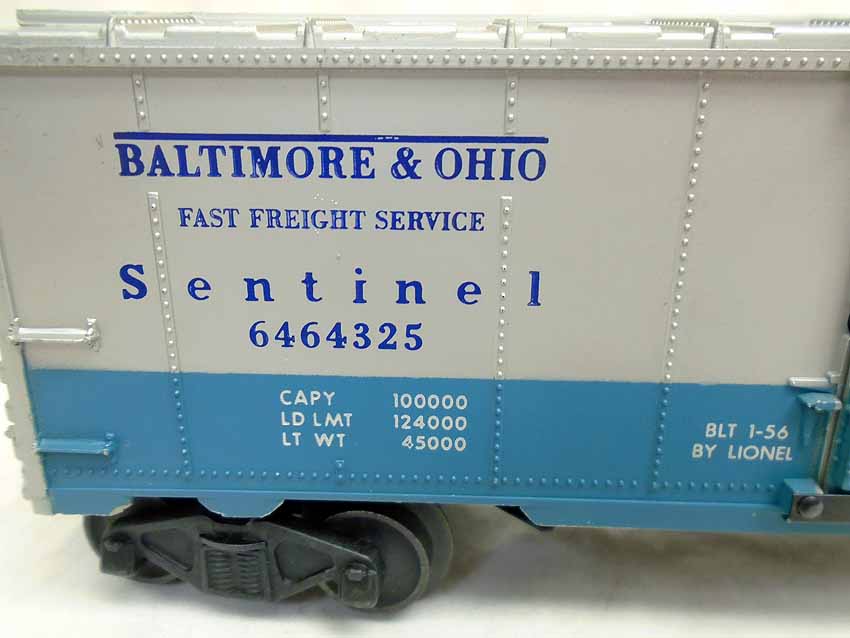 BALTIMORE & OHIO
FAST FREIGHT SERVICE
Sentinel
6464325
CAPY 100000
LD LMT 124000
LT WT 45000
BLT 1-56
BY LIONEL